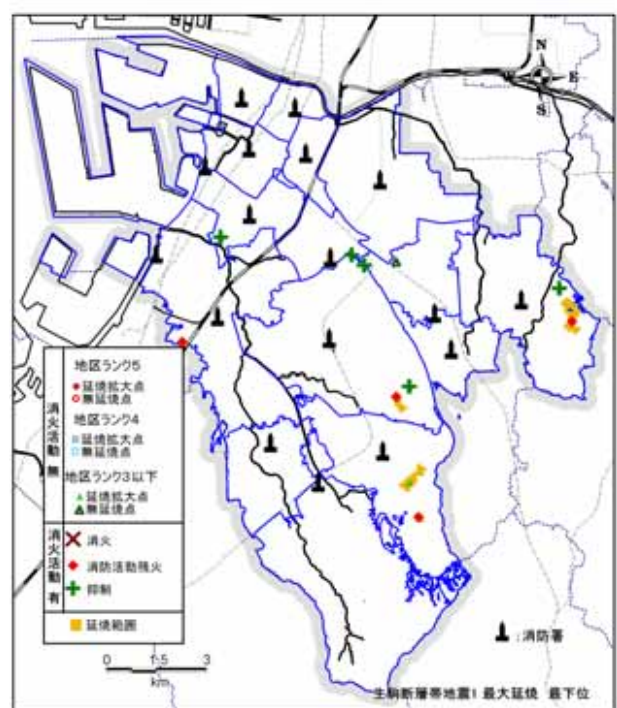 N
E
S
消火活動 無
地区ランク5
延焼拡大点
無延焼点
地区ランク4
延焼拡大点
無延焼点
地区ランク3以下
延焼拡大点
無延焼点
消火活動 有
消火
消防活動残火
抑制
延焼範囲
0 1.5 3
km
:消防署
生駒断層帯地震1 最大延焼 最下位